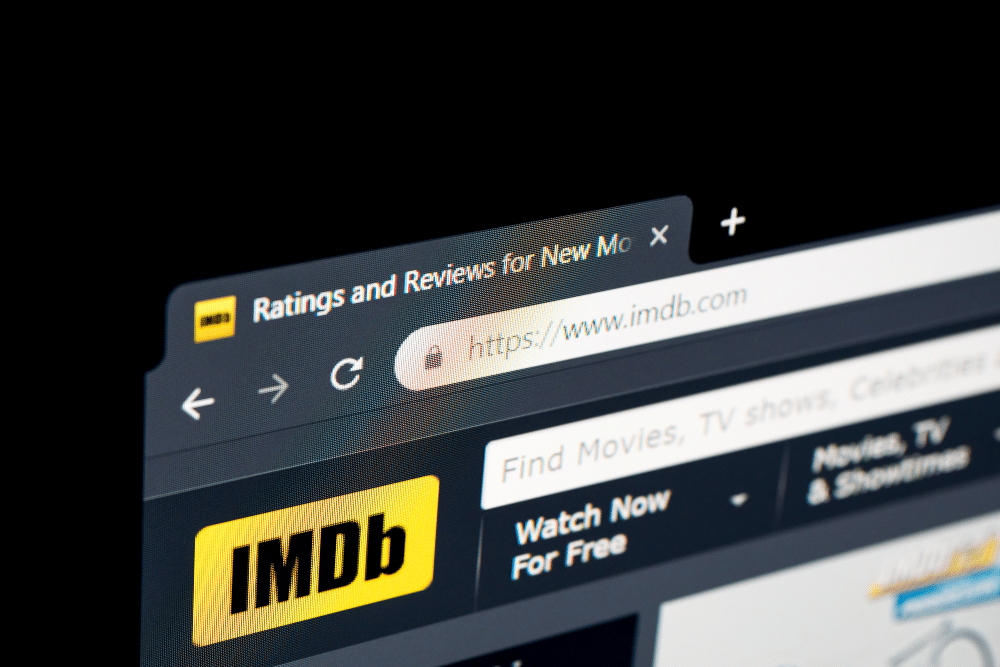 IMDb
Ratings and Reviews for New Mo
https://www.imdb.com
Find Movies, TV shows, Celebrities
IMDb
Watch Now
For Free
Movies, TV
& Showtimes